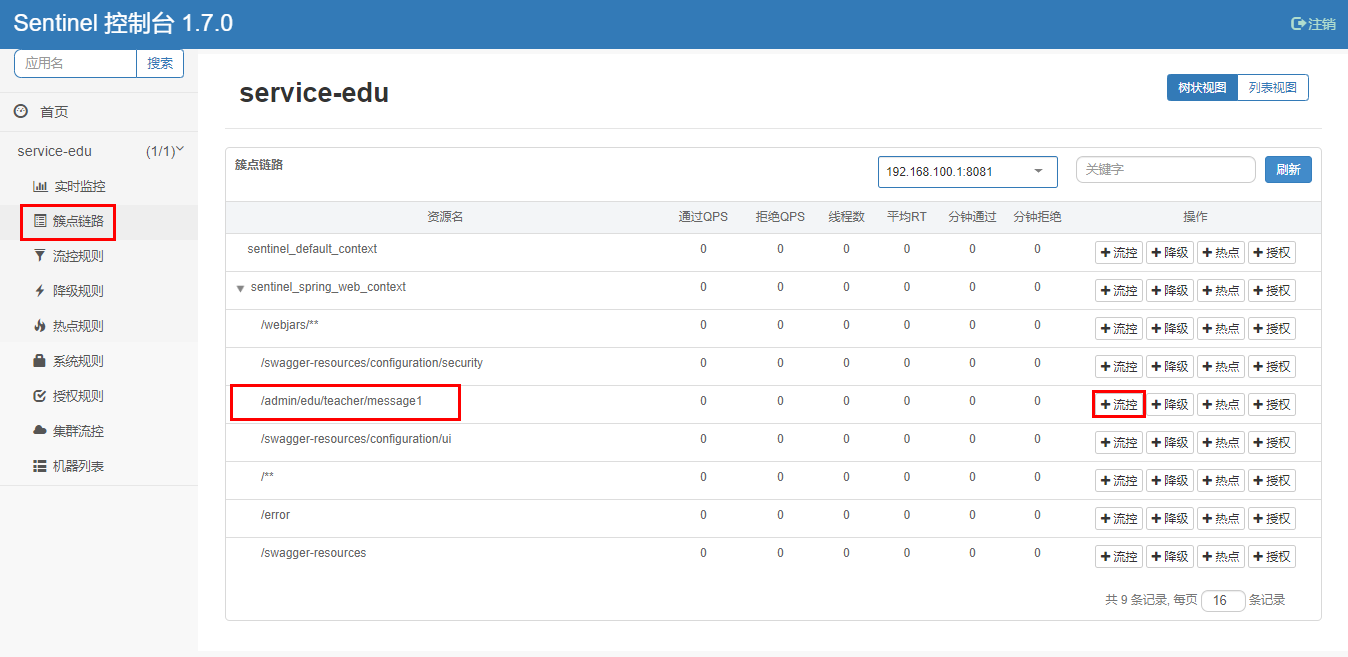 Sentinel 控制台 1.7.0
注销
应用名 搜索
首页
service-edu (1/1)
实时监控
簇点链路
流控规则
降级规则
热点规则
系统规则
授权规则
集群流控
机器列表
service-edu
树状视图 列表视图
簇点链路 192.168.100.1:8081 关键字 刷新
资源名 通过QPS 拒绝QPS 线程数 平均RT 分钟通过 分钟拒绝 操作
sentinel_default_context 0 0 0 0 0 0 流控 降级 热点 授权
sentinel_spring_web_context 0 0 0 0 0 0 流控 降级 热点 授权
/webjars/** 0 0 0 0 0 0 流控 降级 热点 授权
/swagger-resources/configuration/security 0 0 0 0 0 0 流控 降级 热点 授权
/admin/edu/teacher/message1 0 0 0 0 0 0 流控 降级 热点 授权
/swagger-resources/configuration/ui 0 0 0 0 0 0 流控 降级 热点 授权
/** 0 0 0 0 0 0 流控 降级 热点 授权
/error 0 0 0 0 0 0 流控 降级 热点 授权
/swagger-resources 0 0 0 0 0 0 流控 降级 热点 授权
共 9 条记录, 每页 16 条记录